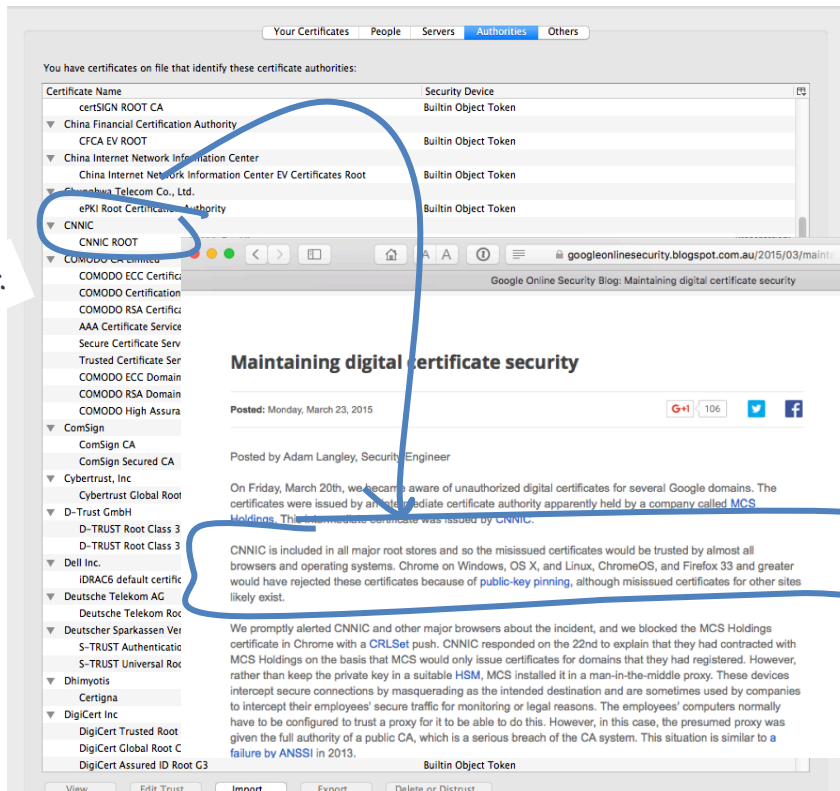 Your Certificates People Servers Authorities Others
You have certificates on file that identify these certificate authorities:
Certificate Name Security Device
certSIGN ROOT CA Builtin Object Token
China Financial Certification Authority
CFCA EV ROOT Builtin Object Token
China Internet Network Information Center
China Internet Network Information Center EV Certificates Root Builtin Object Token
Chunghwa Telecom Co., Ltd.
ePKI Root Certification Authority Builtin Object Token
CNNIC
CNNIC ROOT
COMODO CA Limited
COMODO ECC Certifica
COMODO Certification
COMODO RSA Certifica
AAA Certificate Service
Secure Certificate Serv
Trusted Certificate Ser
COMODO ECC Domain
COMODO RSA Domain
COMODO High Assura
ComSign
ComSign CA
ComSign Secured CA
Cybertrust, Inc
Cybertrust Global Root
D-Trust GmbH
D-TRUST Root Class 3
D-TRUST Root Class 3
Dell Inc.
iDRAC6 default certific
Deutsche Telekom AG
Deutsche Telekom Roo
Deutscher Sparkassen Ver
S-TRUST Authenticatio
S-TRUST Universal Roo
Dhimyotis
Certigna
DigiCert Inc
DigiCert Trusted Root
DigiCert Global Root C
DigiCert Assured ID Root G3 Builtin Object Token
View... Edit Trust... Import... Export... Delete or Distrust...
A A googleonlinesecurity.blogspot.com.au/2015/03/mainta
Google Online Security Blog: Maintaining digital certificate security
Maintaining digital certificate security
Posted: Monday, March 23, 2015 G+1 106
Posted by Adam Langley, Security Engineer
On Friday, March 20th, we became aware of unauthorized digital certificates for several Google domains. The
certificates were issued by an intermediate certificate authority apparently held by a company called MCS
Holdings. This intermediate certificate was issued by CNNIC.
CNNIC is included in all major root stores and so the misissued certificates would be trusted by almost all
browsers and operating systems. Chrome on Windows, OS X, and Linux, ChromeOS, and Firefox 33 and greater
would have rejected these certificates because of public-key pinning, although misissued certificates for other sites
likely exist.
We promptly alerted CNNIC and other major browsers about the incident, and we blocked the MCS Holdings
certificate in Chrome with a CRLSet push. CNNIC responded on the 22nd to explain that they had contracted with
MCS Holdings on the basis that MCS would only issue certificates for domains that they had registered. However,
rather than keep the private key in a suitable HSM, MCS installed it in a man-in-the-middle proxy. These devices
intercept secure connections by masquerading as the intended destination and are sometimes used by companies
to intercept their employees' secure traffic for monitoring or legal reasons. The employees' computers normally
have to be configured to trust a proxy for it to be able to do this. However, in this case, the presumed proxy was
given the full authority of a public CA, which is a serious breach of the CA system. This situation is similar to a
failure by ANSSI in 2013.